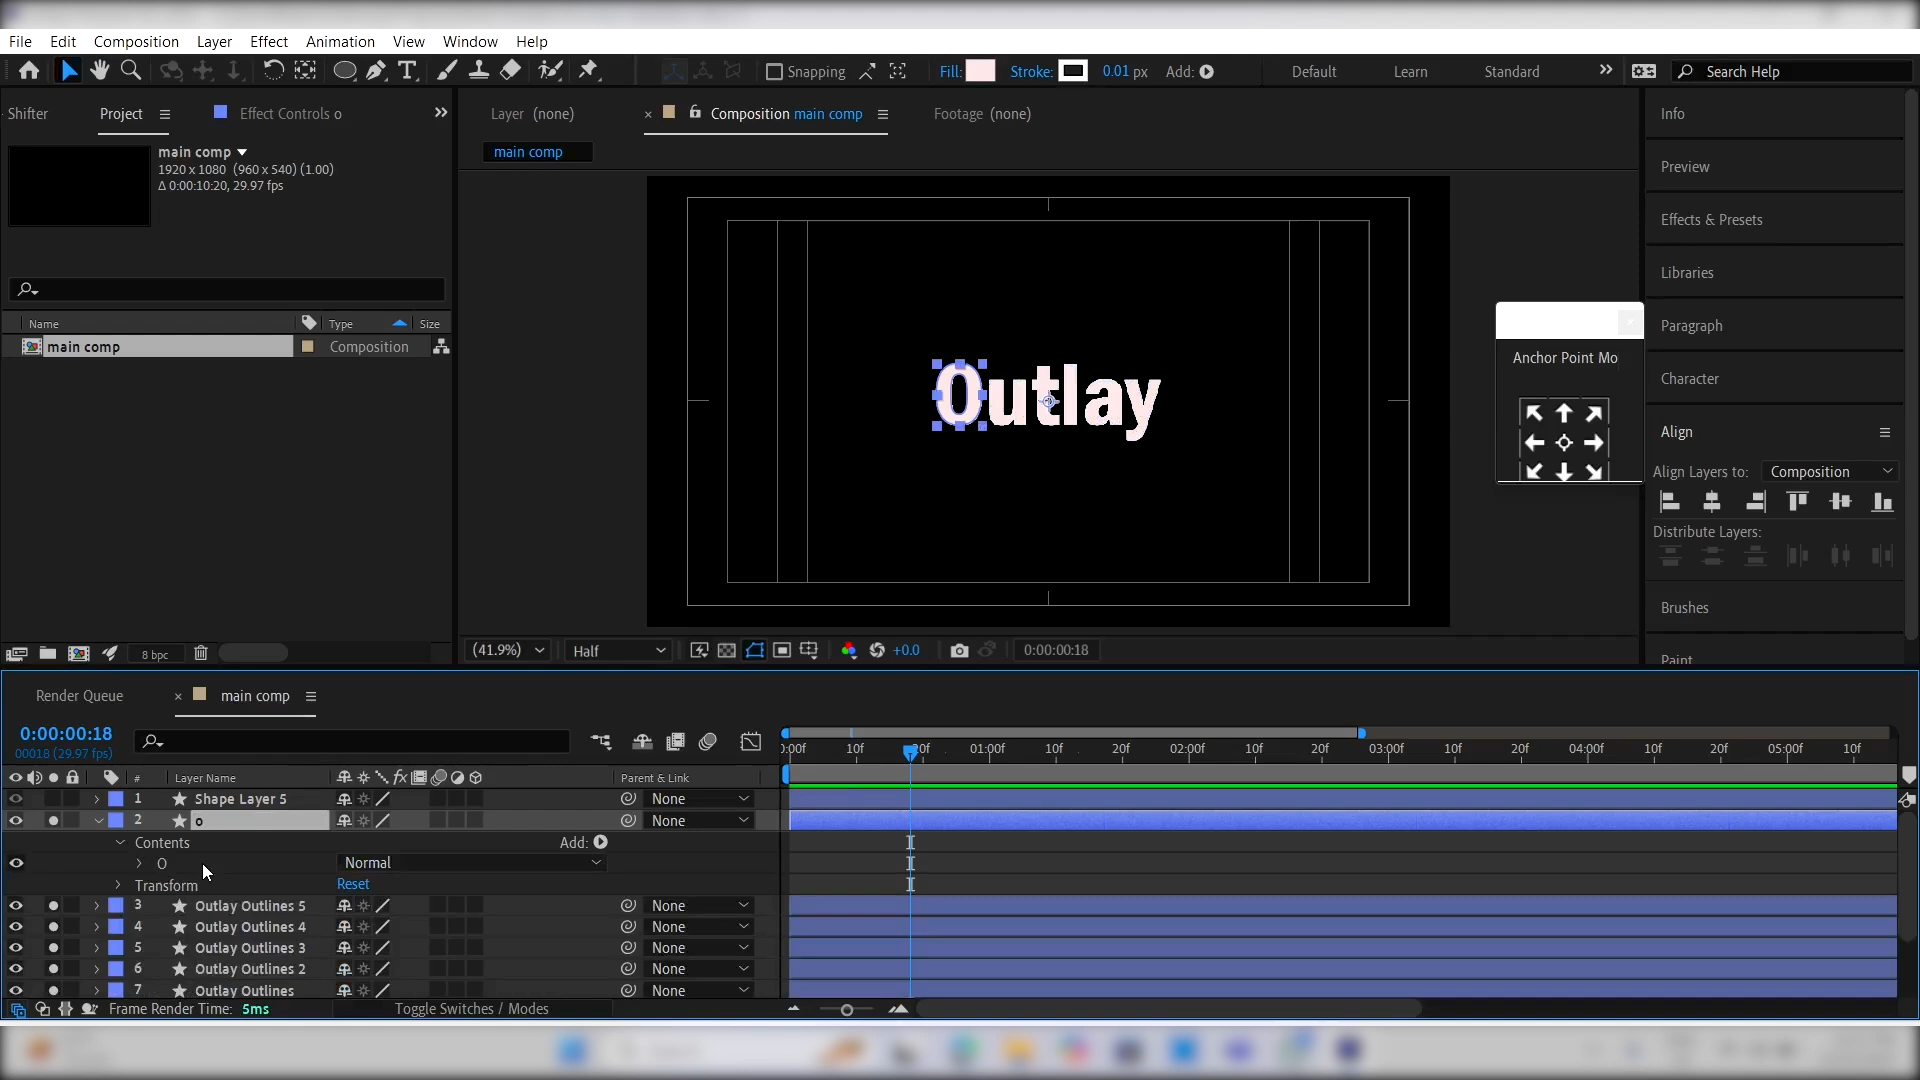 File Edit Composition Layer Effect Animation View Window Help
Snapping Fill: Stroke: 0.01 px Add: Default Learn Standard Search Help
Shifter Project Effect Controls o
Layer (none) Composition main comp Footage (none)
main comp
main comp
1920 x 1080 (960 x 540) (1.00)
Δ 0:00:10:20, 29.97 fps
Name Type Size
main comp Composition
8 bpc
Outlay
(41.9%) Half +0.0 0:00:00:18
Anchor Point Mo
Info
Preview
Effects & Presets
Libraries
Paragraph
Character
Align
Align Layers to: Composition
Distribute Layers:
Brushes
Paint
Render Queue main comp
0:00:00:18
00018 (29.97 fps)
:00f 10f 20f 01:00f 10f 20f 02:00f 10f 20f 03:00f 10f 20f 04:00f 10f 20f 05:00f 10f
# Layer Name Parent & Link
1 Shape Layer 5 None
2 o None
Contents Add:
O Normal
Transform Reset
3 Outlay Outlines 5 None
4 Outlay Outlines 4 None
5 Outlay Outlines 3 None
6 Outlay Outlines 2 None
7 Outlay Outlines None
Frame Render Time: 5ms Toggle Switches / Modes